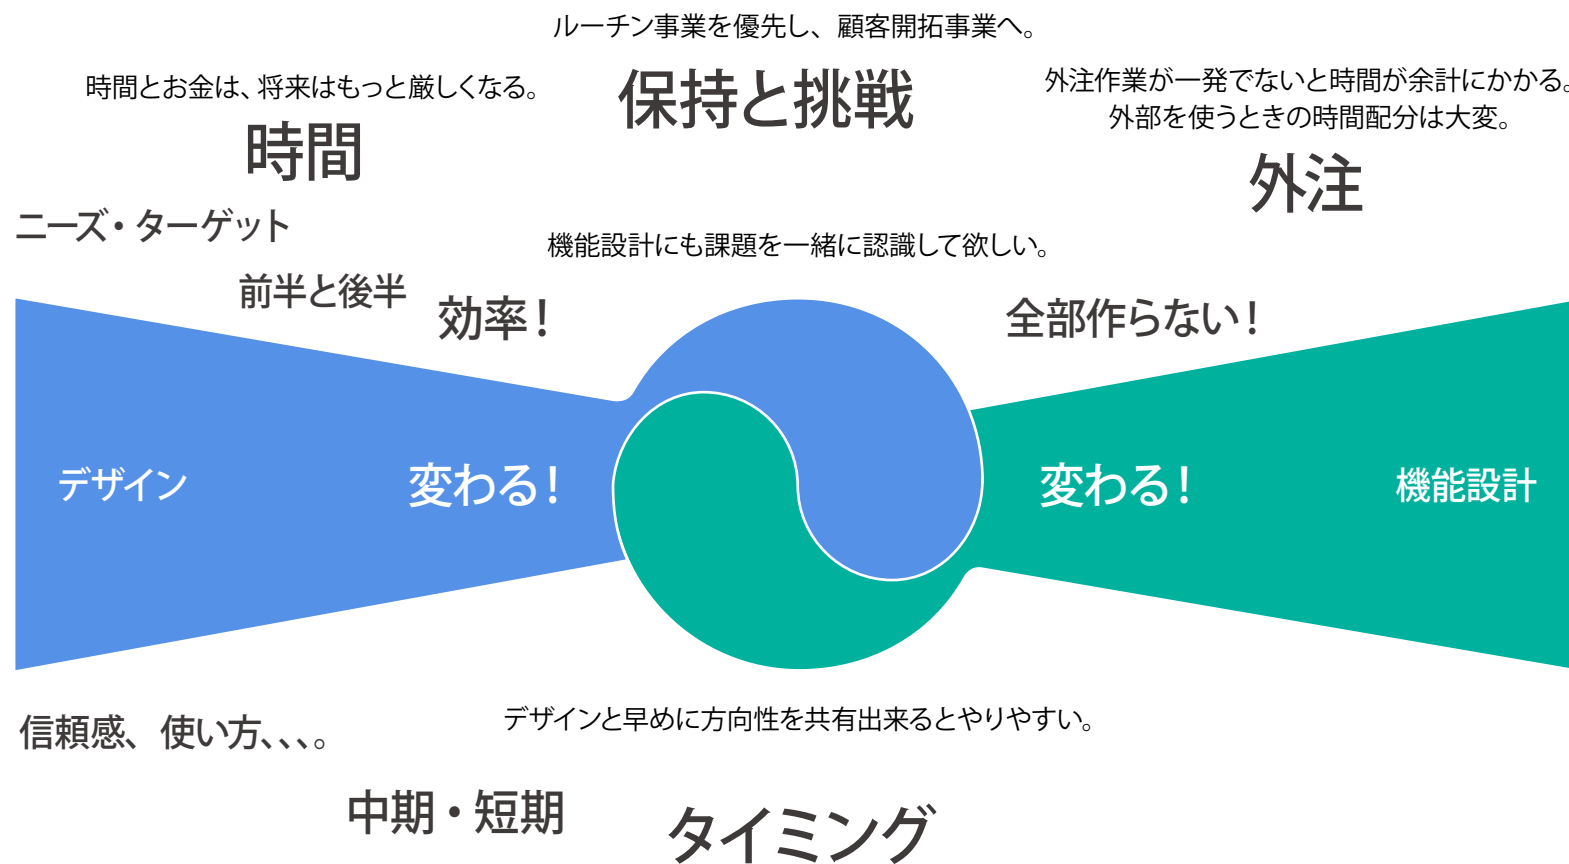 ルーチン事業を優先し、顧客開拓事業へ。
保持と挑戦
時間とお金は、将来はもっと厳しくなる。
時間
外注作業が一発でないと時間が余計にかかる。
外部を使うときの時間配分は大変。
外注
ニーズ・ターゲット
機能設計にも課題を一緒に認識して欲しい。
前半と後半
効率！
全部作らない！
デザイン
変わる！
変わる！
機能設計
信頼感、使い方、、、。
デザインと早めに方向性を共有出来るとやりやすい。
中期・短期
タイミング